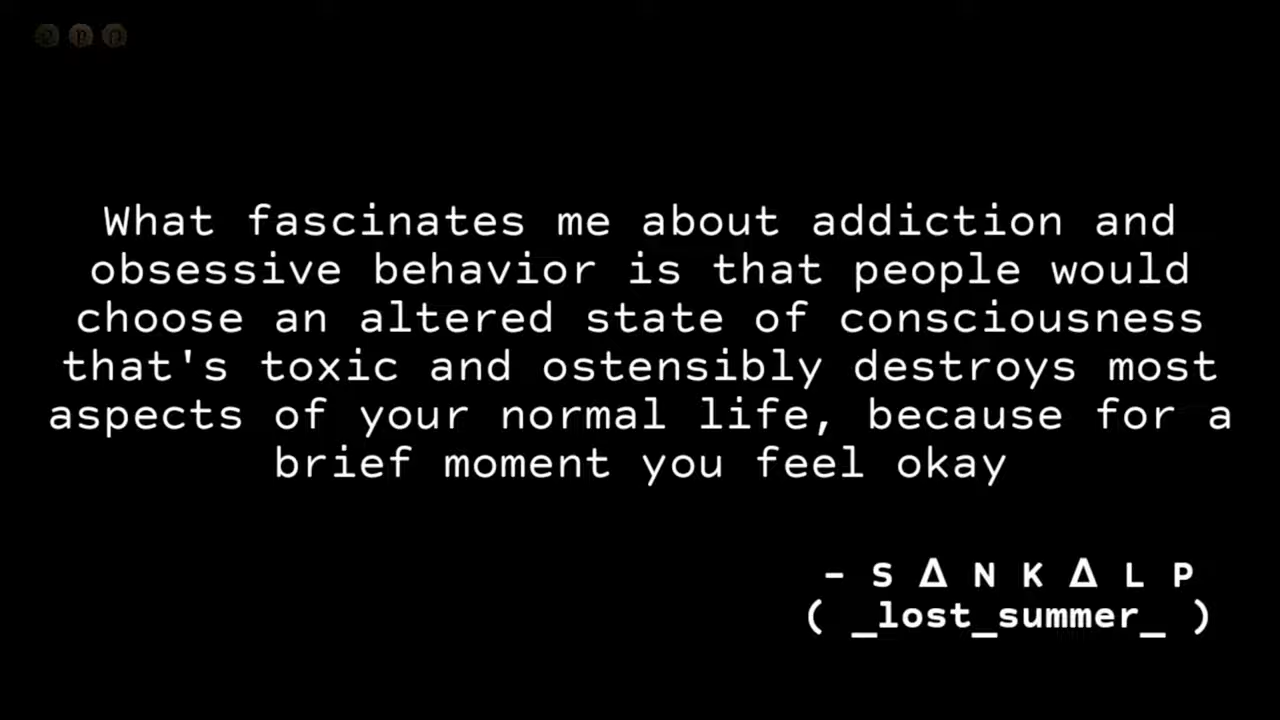 What fascinates me about addiction and
obsessive behavior is that people would
choose an altered state of consciousness
that's toxic and ostensibly destroys most
aspects of your normal life, because for a
brief moment you feel okay
- S Δ N K Δ L P
( _lost_summer_ )